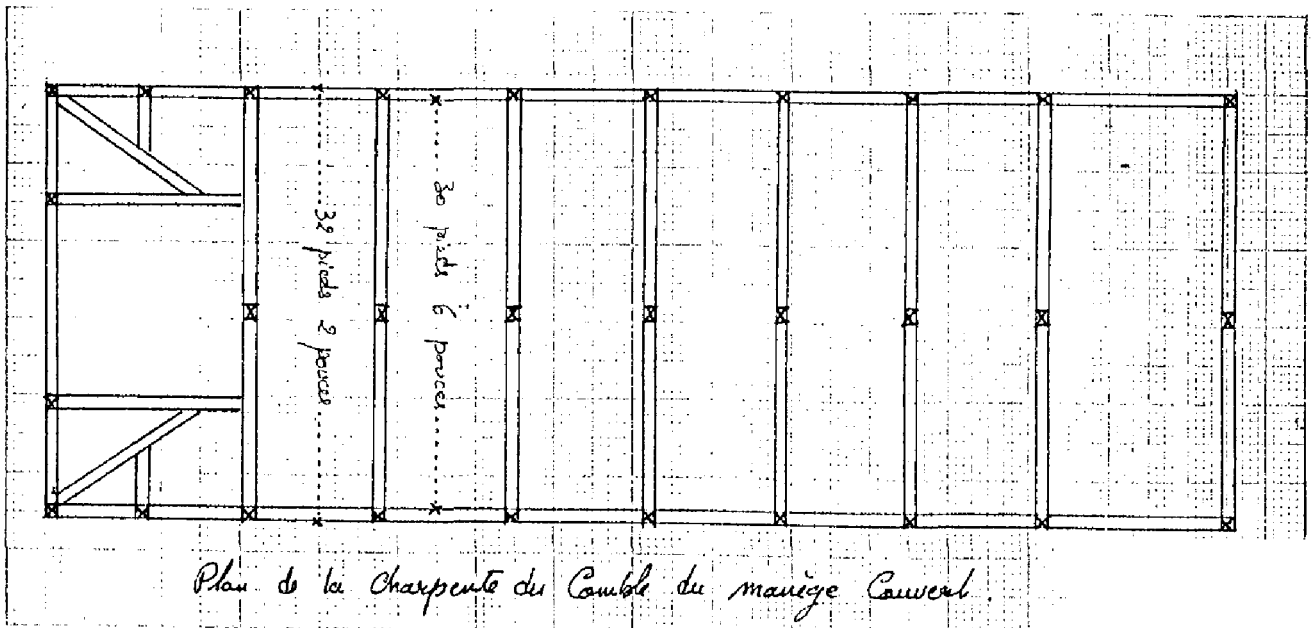 32 pieds 2 pouces
30 pieds 6 pouces
Plan de la Charpente du Comble du manège Couvert.